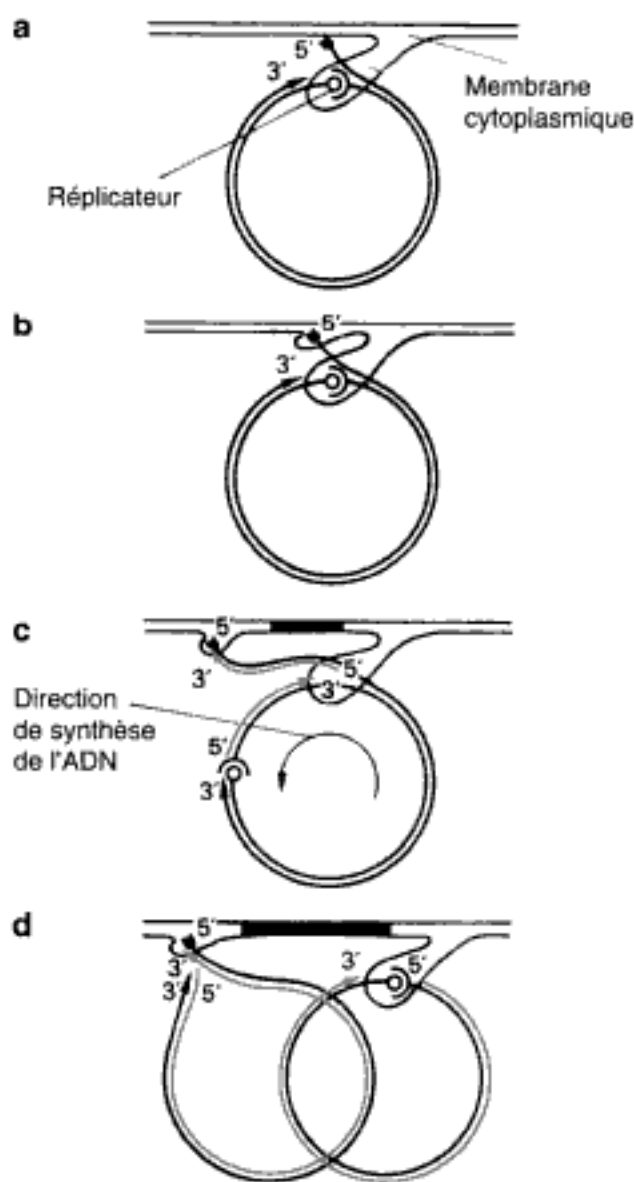 a
5′
3′
Membrane
cytoplasmique
Réplicateur
b
5′
3′
c
5′
3′
5′
3′
Direction
de synthèse
de l'ADN
5′
3′
d
5′
3′
3′
5′
3′
5′